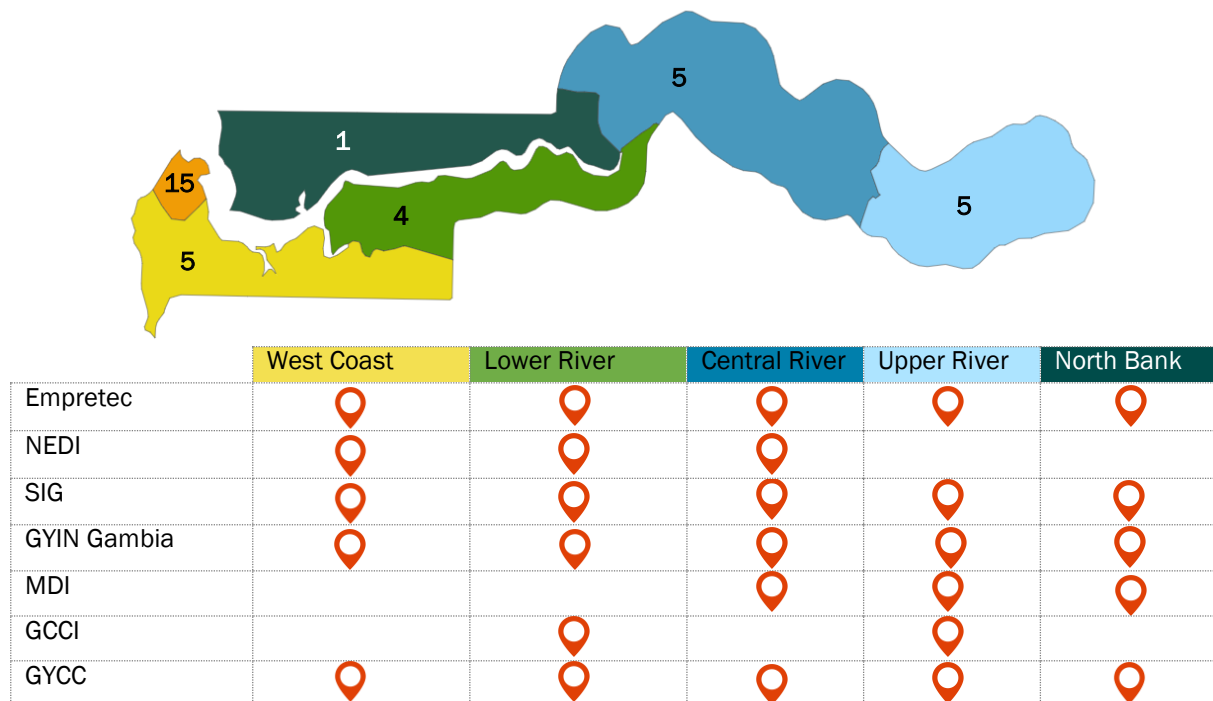 5
1
15
4
5
5
West Coast Lower River Central River Upper River North Bank
Empretec
NEDI
SIG
GYIN Gambia
MDI
GCCI
GYCC